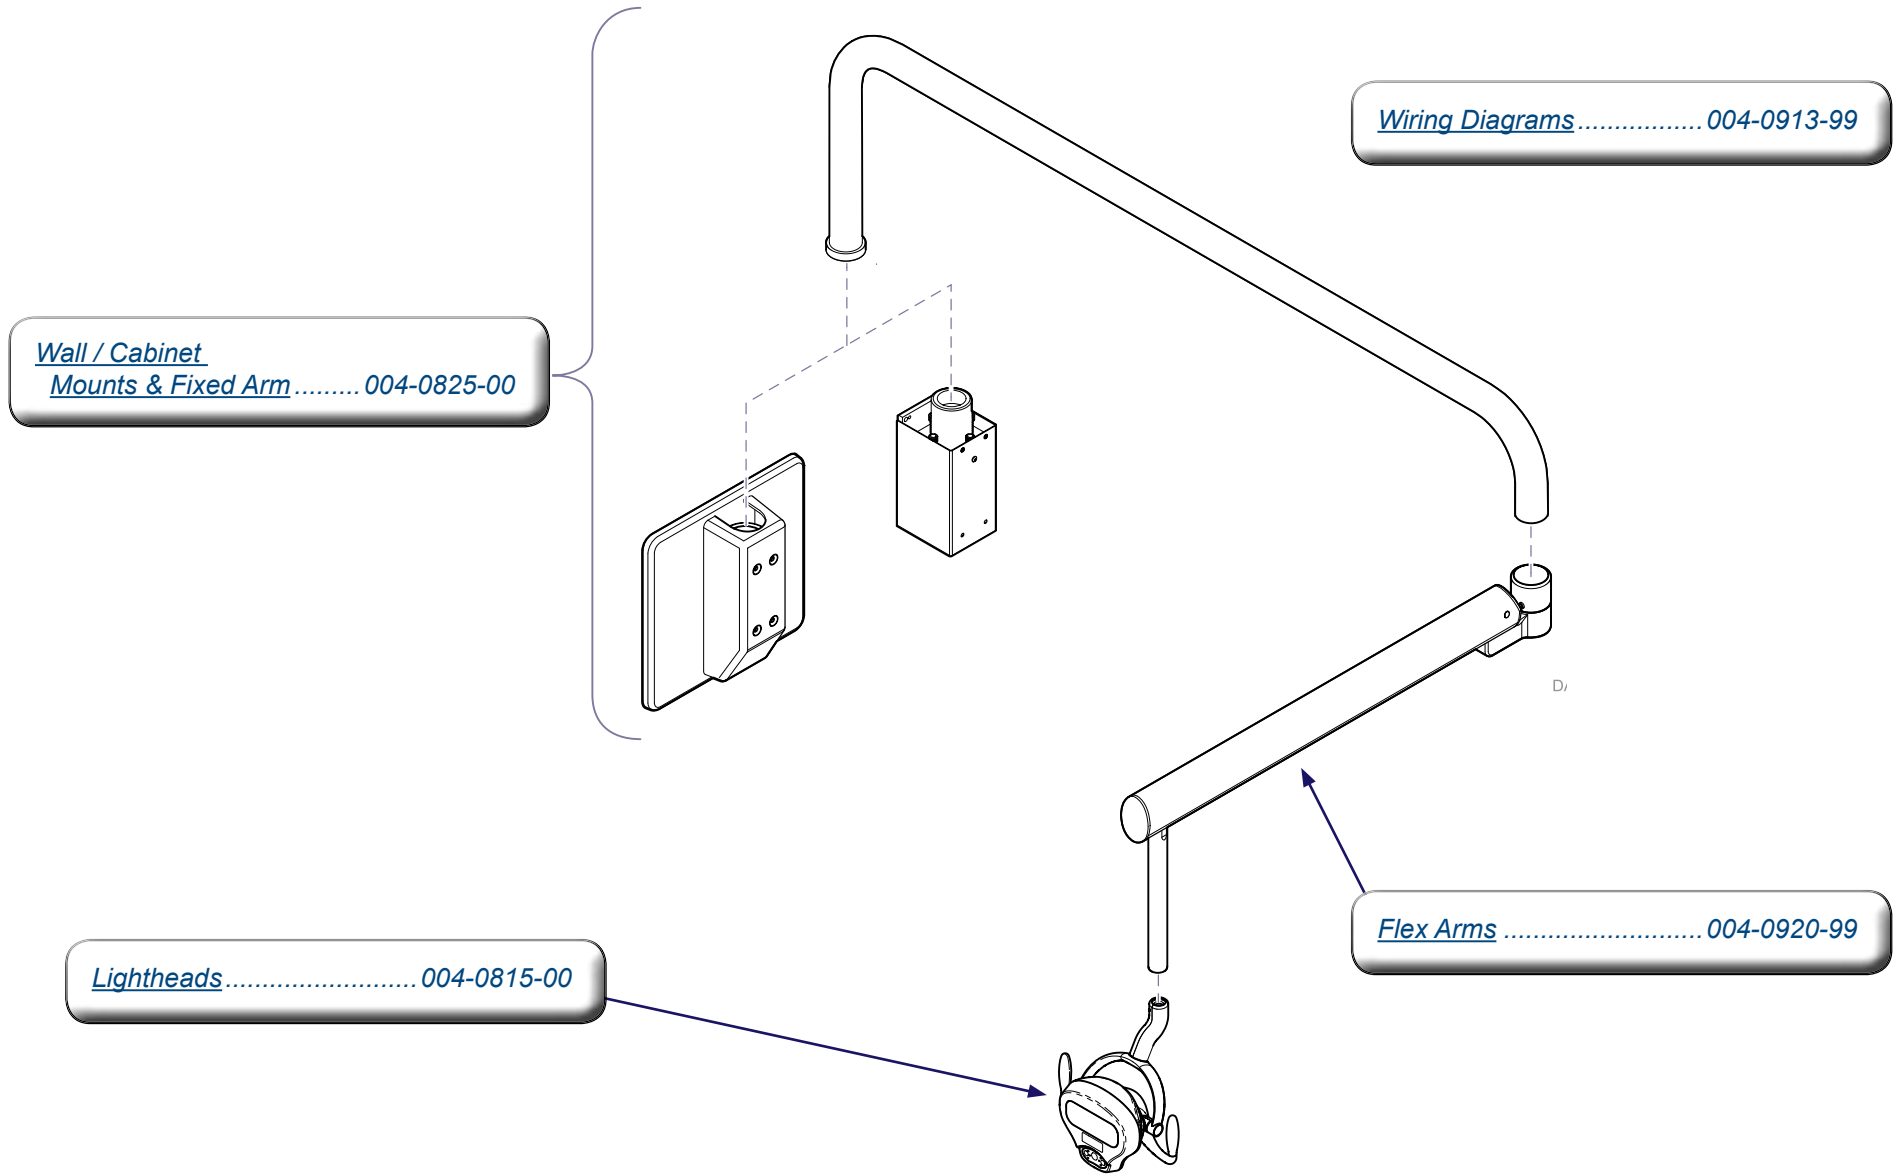 Wiring Diagrams.................004-0913-99
Wall / Cabinet
Mounts & Fixed Arm.........004-0825-00
Flex Arms ...........................004-0920-99
Lightheads..........................004-0815-00